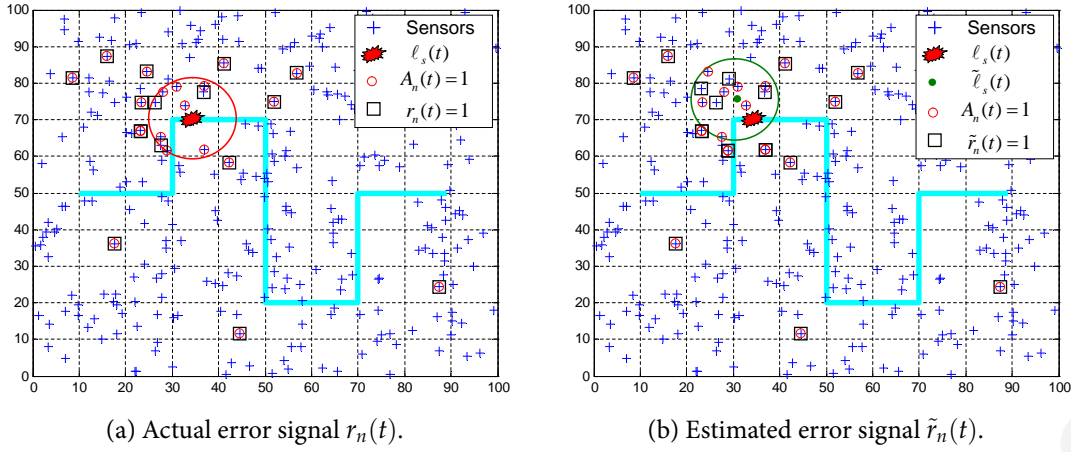 100
90
80
70
60
50
40
30
20
10
0
0 10 20 30 40 50 60 70 80 90 100
Sensors
ℓ_s(t)
A_n(t) = 1
r_n(t) = 1
(a) Actual error signal r_n(t).
100
90
80
70
60
50
40
30
20
10
0
0 10 20 30 40 50 60 70 80 90 100
Sensors
ℓ_s(t)
ℓ̃_s(t)
A_n(t) = 1
r̃_n(t) = 1
(b) Estimated error signal r̃_n(t).